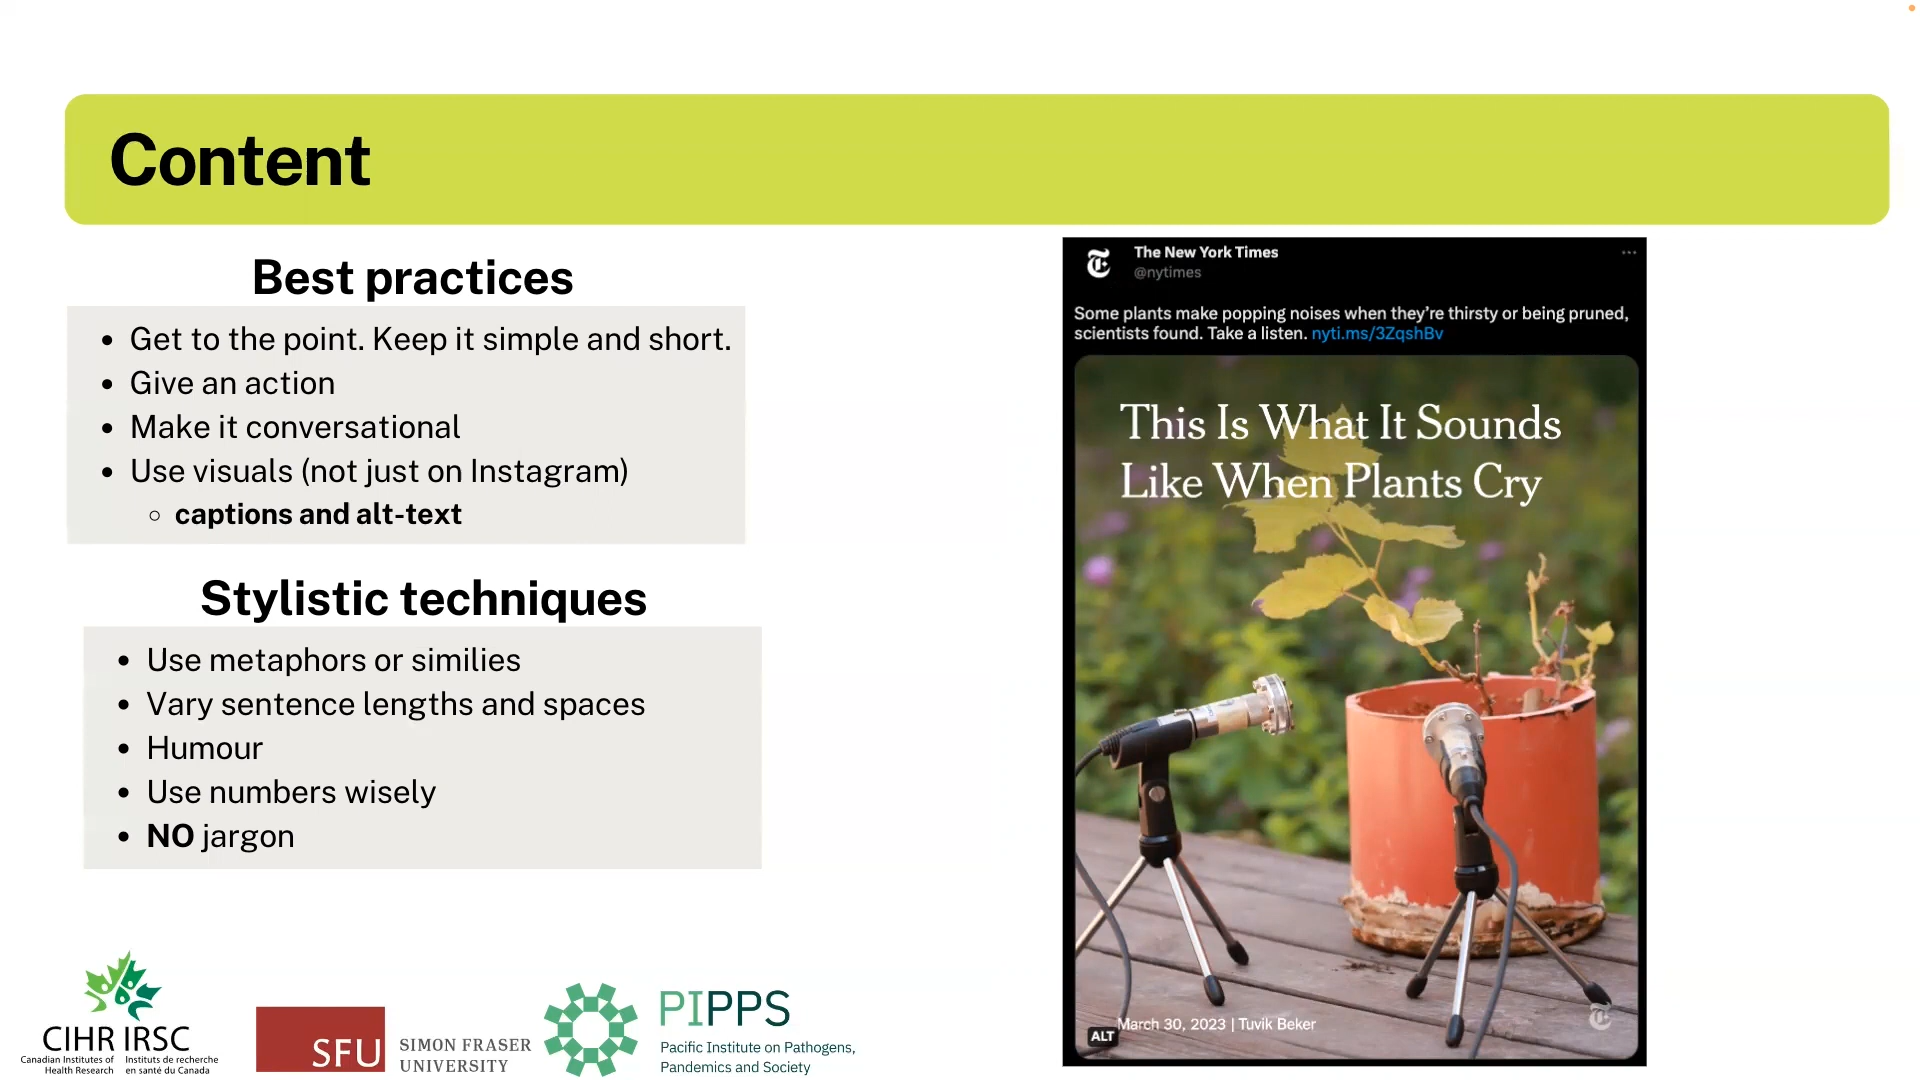 Content
Best practices
Get to the point. Keep it simple and short.
Give an action
Make it conversational
Use visuals (not just on Instagram)
captions and alt-text
Stylistic techniques
Use metaphors or similies
Vary sentence lengths and spaces
Humour
Use numbers wisely
NO jargon
The New York Times
@nytimes
Some plants make popping noises when they're thirsty or being pruned,
scientists found. Take a listen. nyti.ms/3ZqshBv
This Is What It Sounds
Like When Plants Cry
March 30, 2023 | Tuvik Beker
ALT
CIHR IRSC
Canadian Institutes of
Health Research
Instituts de recherche
en santé du Canada
SFU
SIMON FRASER
UNIVERSITY
PIPPS
Pacific Institute on Pathogens,
Pandemics and Society